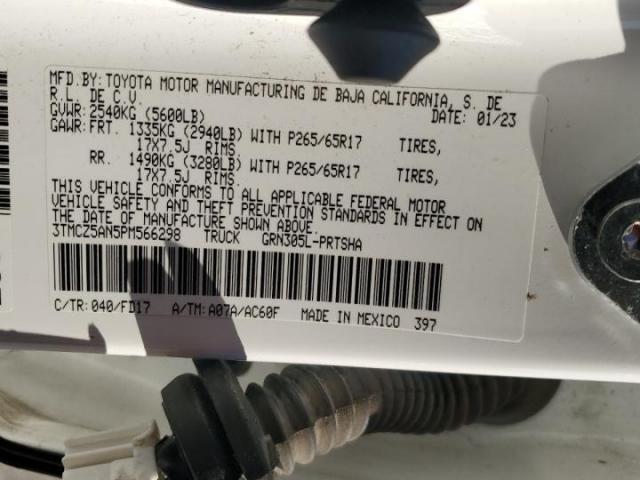 MFD. BY: TOYOTA MOTOR MANUFACTURING DE BAJA CALIFORNIA, S. DE
R. L. DE C. V. DATE: 01/23
GVWR: 2540KG (5600LB)
GAWR: FRT. 1335KG (2940LB) WITH P265/65R17 TIRES,
17X7.5J RIMS
RR. 1490KG (3280LB) WITH P265/65R17 TIRES,
17X7.5J RIMS
THIS VEHICLE CONFORMS TO ALL APPLICABLE FEDERAL MOTOR
VEHICLE SAFETY, THEFT PREVENTION STANDARDS IN EFFECT ON
THE DATE OF MANUFACTURE SHOWN ABOVE.
3TMCZ5AN5PM566298 TRUCK GRN305L-PRTSHA
C/TR: 040/FD17 A/TM: A07A/AC60F MADE IN MEXICO 397